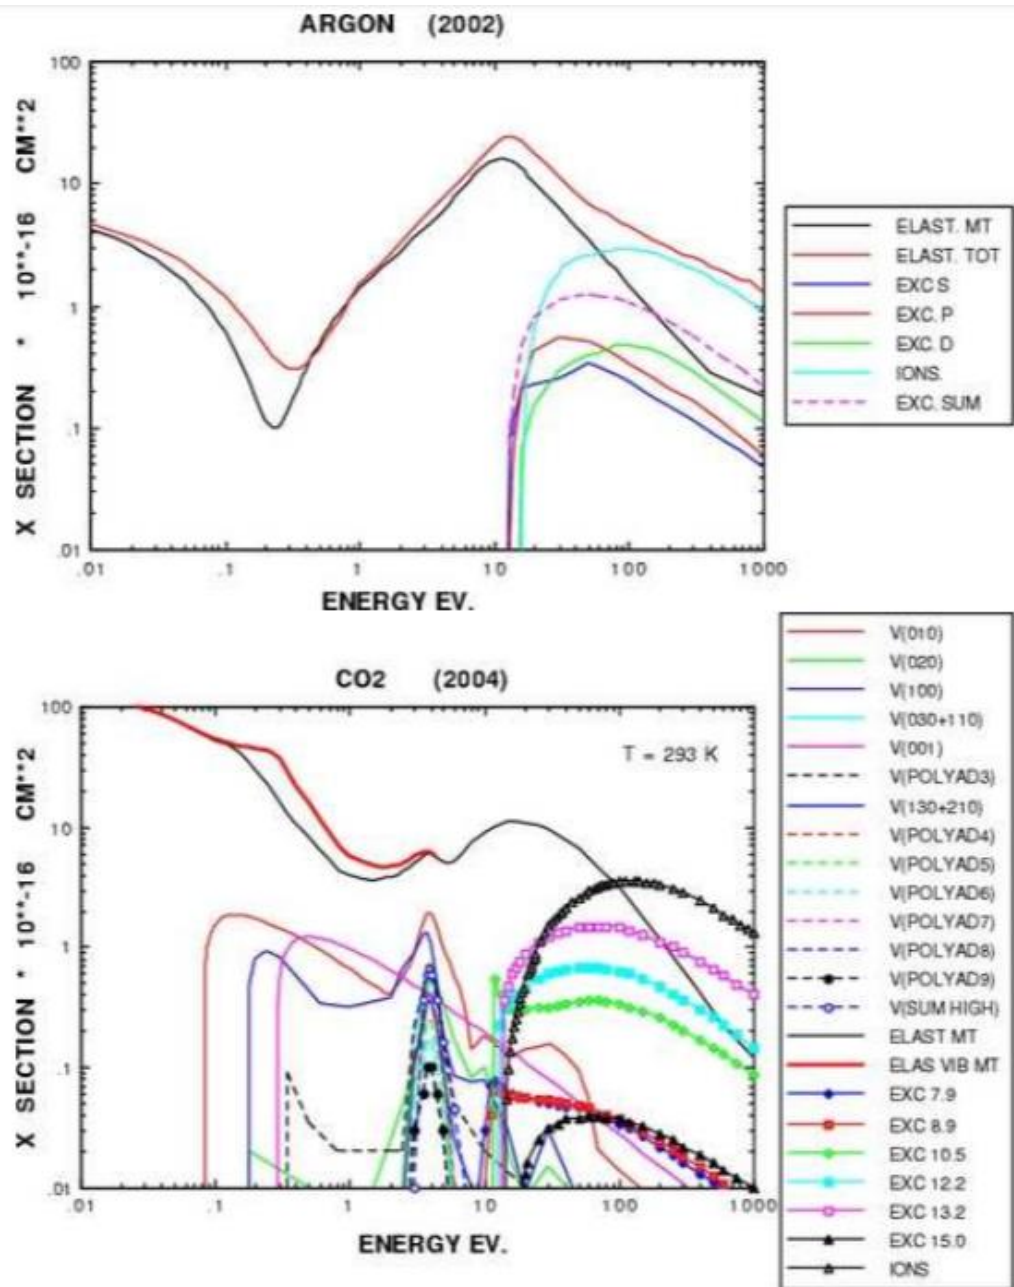 ARGON (2002)
100
10
1
.1
.01
X SECTION * 10**-16 CM**2
.01 .1 1 10 100 1000
ENERGY EV.
ELAST. MT
ELAST. TOT
EXC S
EXC. P
EXC. D
IONS.
EXC. SUM
CO2 (2004)
T = 293 K
100
10
1
.1
.01
X SECTION * 10**-16 CM**2
.01 .1 1 10 100 1000
ENERGY EV.
V(010)
V(020)
V(100)
V(030+110)
V(001)
V(POLYAD3)
V(130+210)
V(POLYAD4)
V(POLYAD5)
V(POLYAD6)
V(POLYAD7)
V(POLYAD8)
V(POLYAD9)
V(SUM HIGH)
ELAST MT
ELAS VIB MT
EXC 7.9
EXC 8.9
EXC 10.5
EXC 12.2
EXC 13.2
EXC 15.0
IONS